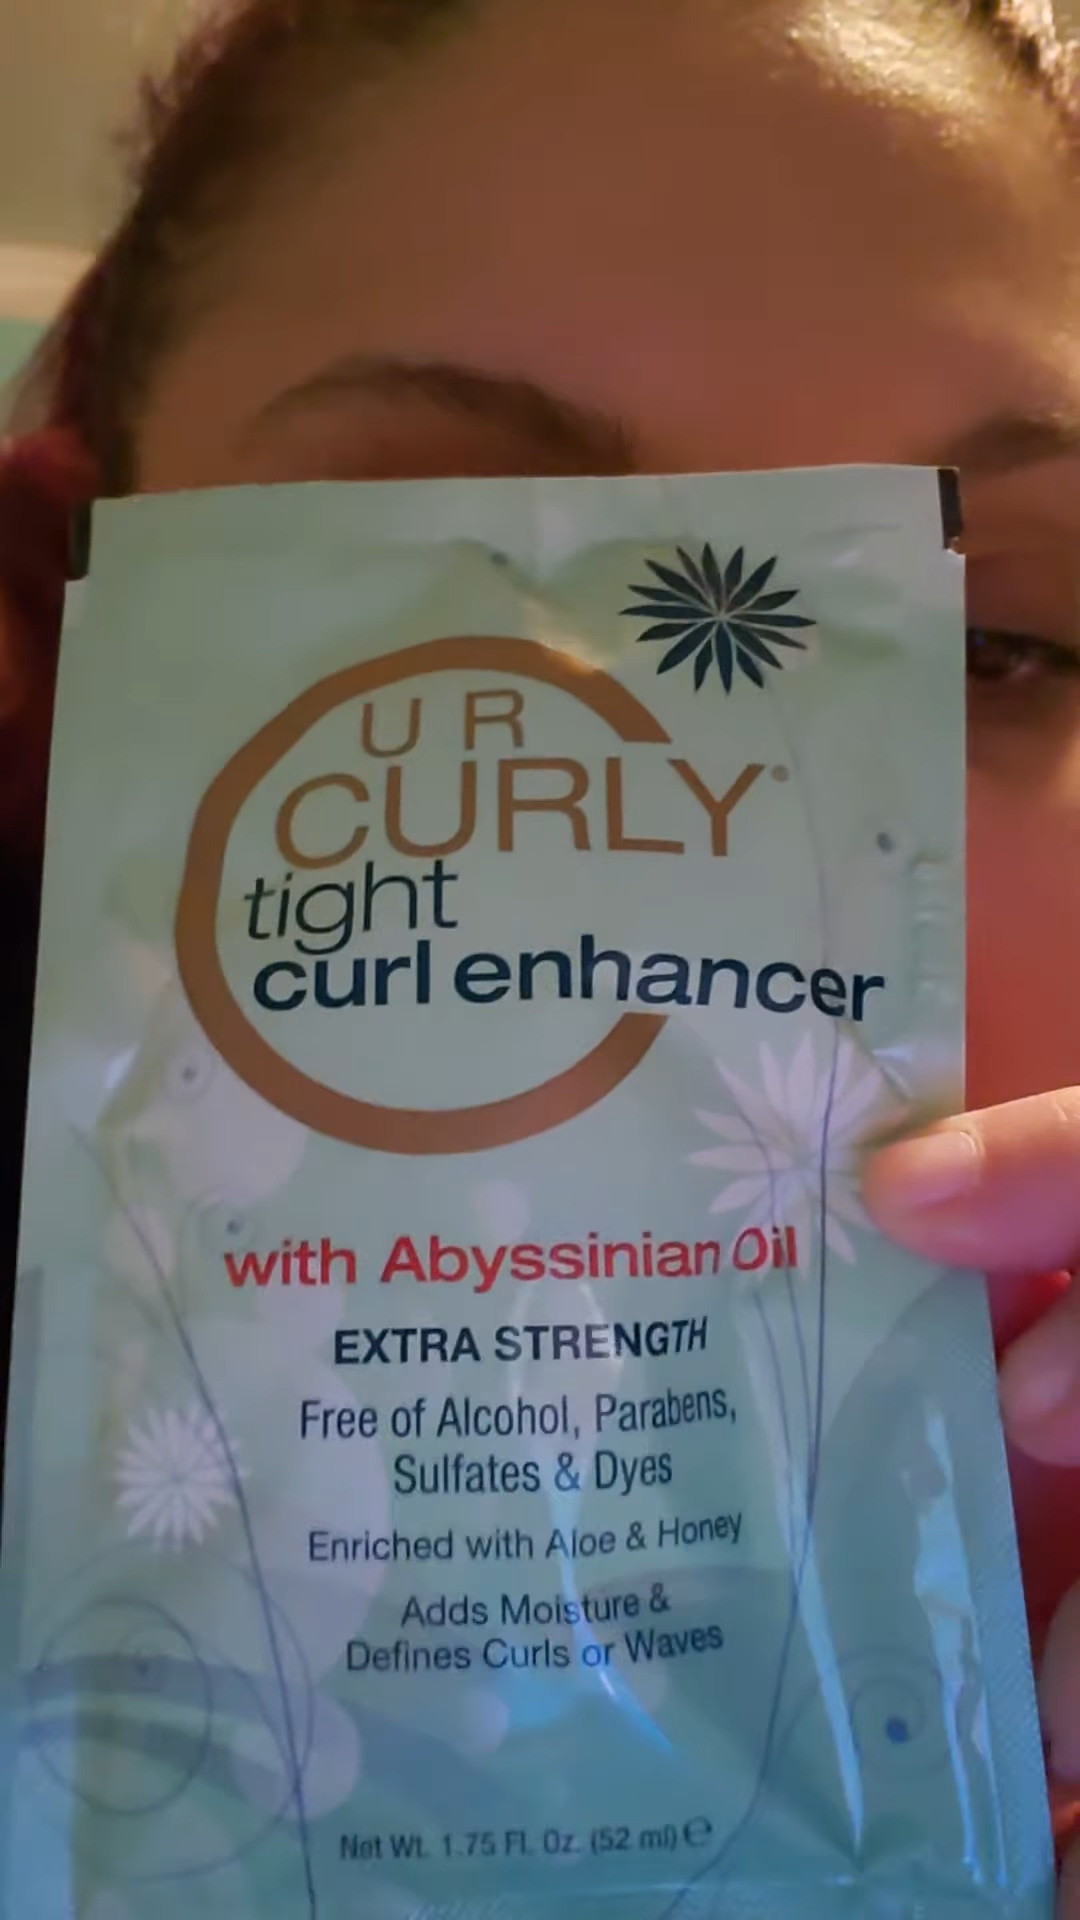 U R
CURLY
tight
curl enhancer
with Abyssinian Oil
EXTRA STRENGTH
Free of Alcohol, Parabens,
Sulfates & Dyes
Enriched with Aloe & Honey
Adds Moisture &
Defines Curls or Waves
Net Wt. 1.75 Fl. Oz. (52 ml) ℮